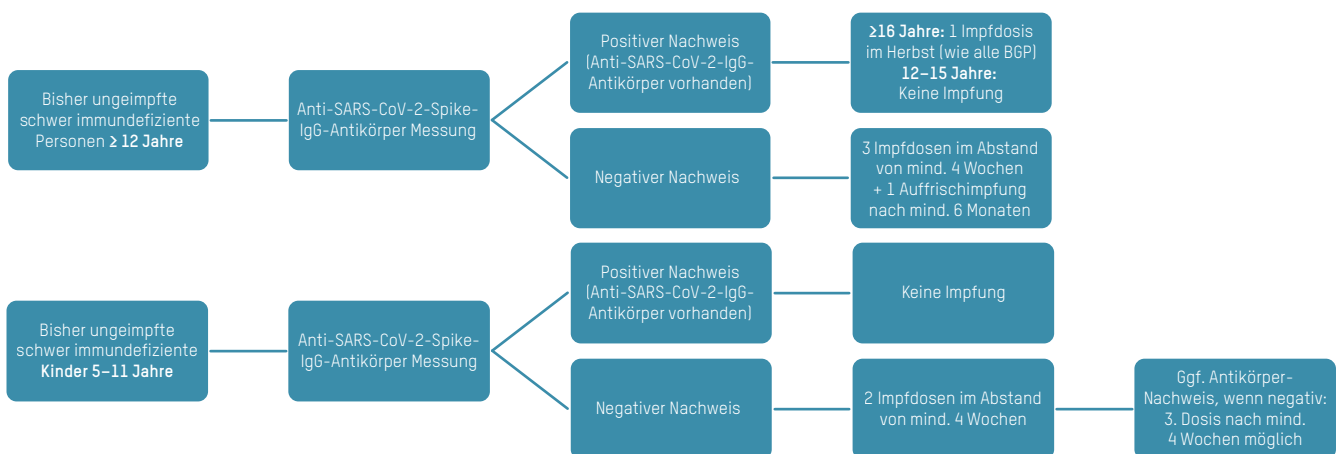 Bisher ungeimpfte
schwer immundefiziente
Personen ≥ 12 Jahre
Anti-SARS-CoV-2-Spike-
IgG-Antikörper Messung
Positiver Nachweis
(Anti-SARS-CoV-2-IgG-
Antikörper vorhanden)
≥16 Jahre: 1 Impfdosis
im Herbst (wie alle BGP)
12–15 Jahre:
Keine Impfung
Negativer Nachweis
3 Impfdosen im Abstand
von mind. 4 Wochen
+ 1 Auffrischimpfung
nach mind. 6 Monaten
Bisher ungeimpfte
schwer immundefiziente
Kinder 5–11 Jahre
Anti-SARS-CoV-2-Spike-
IgG-Antikörper Messung
Positiver Nachweis
(Anti-SARS-CoV-2-IgG-
Antikörper vorhanden)
Keine Impfung
Negativer Nachweis
2 Impfdosen im Abstand
von mind. 4 Wochen
Ggf. Antikörper-
Nachweis, wenn negativ:
3. Dosis nach mind.
4 Wochen möglich